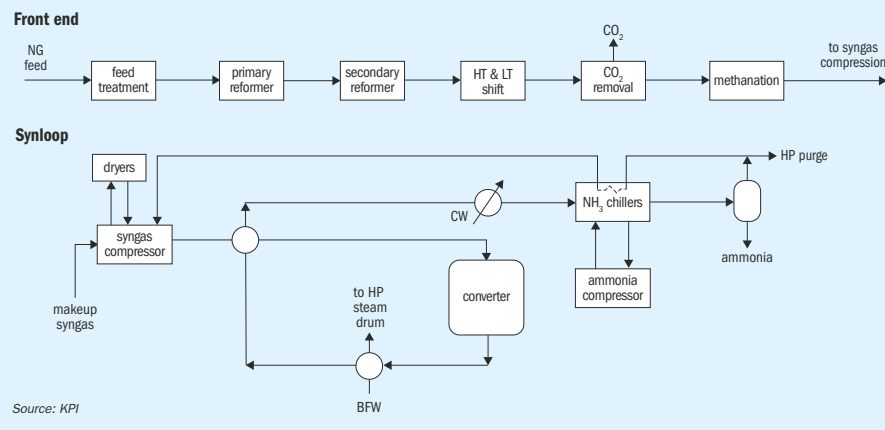 Front end
NG
feed
feed
treatment
primary
reformer
secondary
reformer
HT & LT
shift
CO2
CO2
removal
methanation
to syngas
compression
Synloop
dryers
syngas
compressor
makeup
syngas
CW
NH3 chillers
HP purge
ammonia
ammonia
compressor
converter
to HP
steam
drum
BFW
Source: KPI